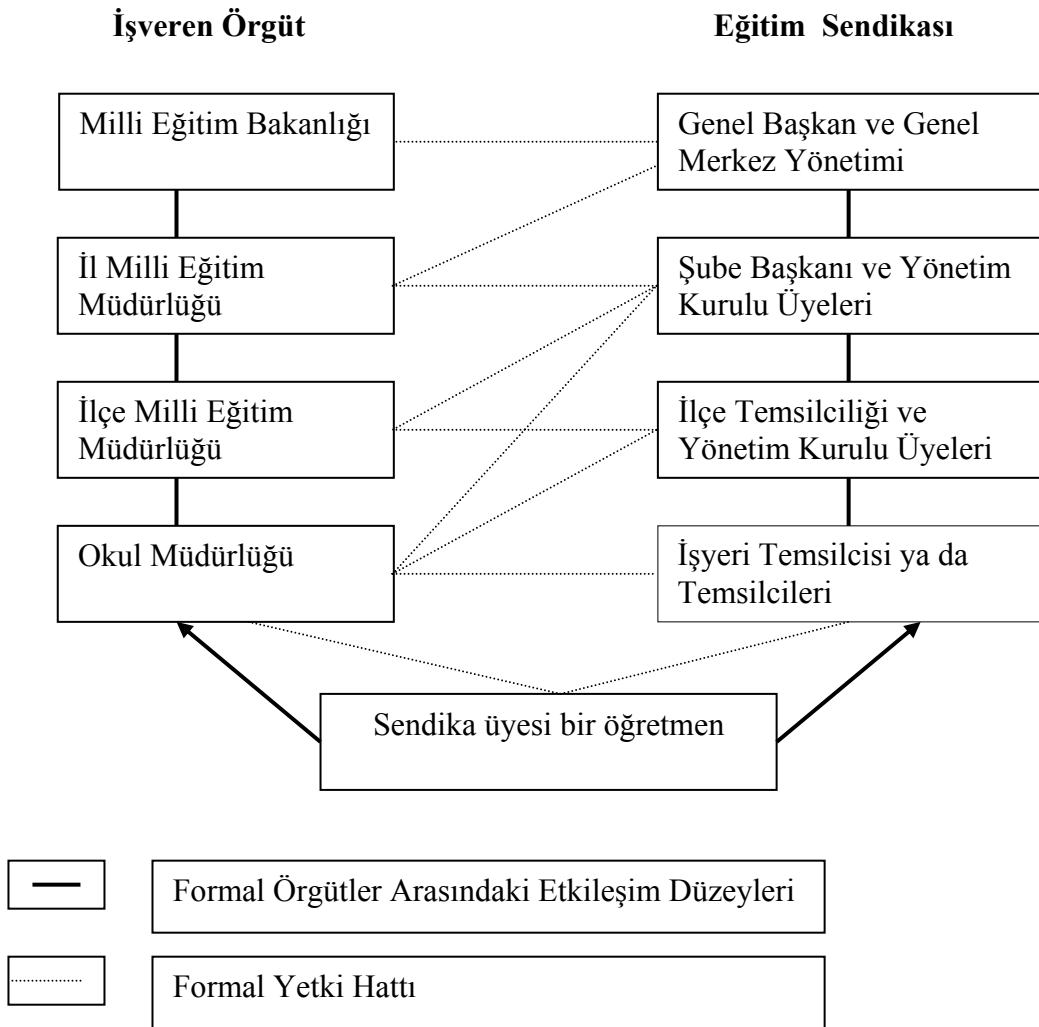 İşveren Örgüt
Eğitim Sendikası
Milli Eğitim Bakanlığı
Genel Başkan ve Genel
Merkez Yönetimi
İl Milli Eğitim
Müdürlüğü
Şube Başkanı ve Yönetim
Kurulu Üyeleri
İlçe Milli Eğitim
Müdürlüğü
İlçe Temsilciliği ve
Yönetim Kurulu Üyeleri
Okul Müdürlüğü
İşyeri Temsilcisi ya da
Temsilcileri
Sendika üyesi bir öğretmen
Formal Örgütler Arasındaki Etkileşim Düzeyleri
Formal Yetki Hattı